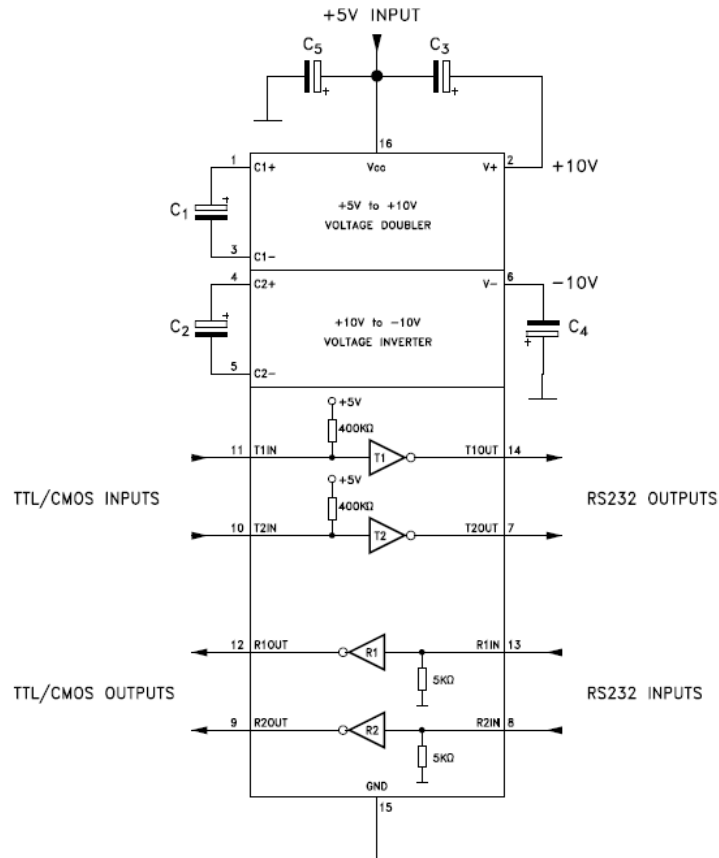 +5V INPUT
C5
C3
+
+
16
1
C1+
Vcc
V+
2
+10V
+5V to +10V
VOLTAGE DOUBLER
C1
+
3
C1-
4
C2+
V-
6
-10V
+10V to -10V
VOLTAGE INVERTER
C2
+
C4
+
5
C2-
+5V
400KΩ
11
T1IN
T1
T1OUT
14
TTL/CMOS INPUTS
RS232 OUTPUTS
+5V
400KΩ
10
T2IN
T2
T2OUT
7
12
R1OUT
R1
R1IN
13
5KΩ
TTL/CMOS OUTPUTS
RS232 INPUTS
9
R2OUT
R2
R2IN
8
5KΩ
GND
15